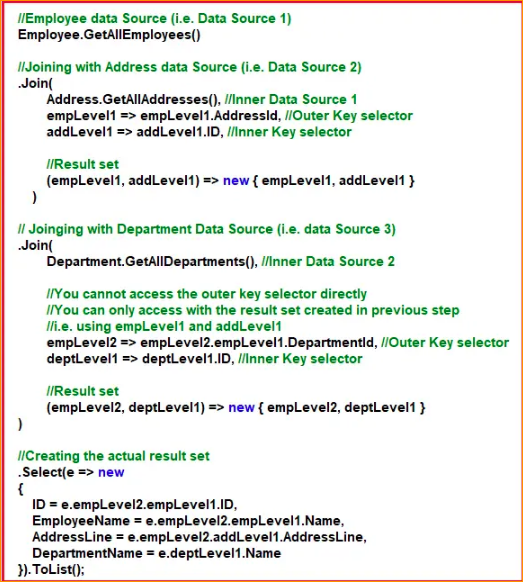 //Employee data Source (i.e. Data Source 1)
Employee.GetAllEmployees()
//Joining with Address data Source (i.e. Data Source 2)
.Join(
Address.GetAllAddresses(), //Inner Data Source 1
empLevel1 => empLevel1.AddressId, //Outer Key selector
addLevel1 => addLevel1.ID, //Inner Key selector
//Result set
(empLevel1, addLevel1) => new { empLevel1, addLevel1 }
)
// Joinging with Department Data Source (i.e. data Source 3)
.Join(
Department.GetAllDepartments(), //Inner Data Source 2
//You cannot access the outer key selector directly
//You can only access with the result set created in previous step
//i.e. using empLevel1 and addLevel1
empLevel2 => empLevel2.empLevel1.DepartmentId, //Outer Key selector
deptLevel1 => deptLevel1.ID, //Inner Key selector
//Result set
(empLevel2, deptLevel1) => new { empLevel2, deptLevel1 }
)
//Creating the actual result set
.Select(e => new
{
ID = e.empLevel2.empLevel1.ID,
EmployeeName = e.empLevel2.empLevel1.Name,
AddressLine = e.empLevel2.addLevel1.AddressLine,
DepartmentName = e.deptLevel1.Name
}).ToList();